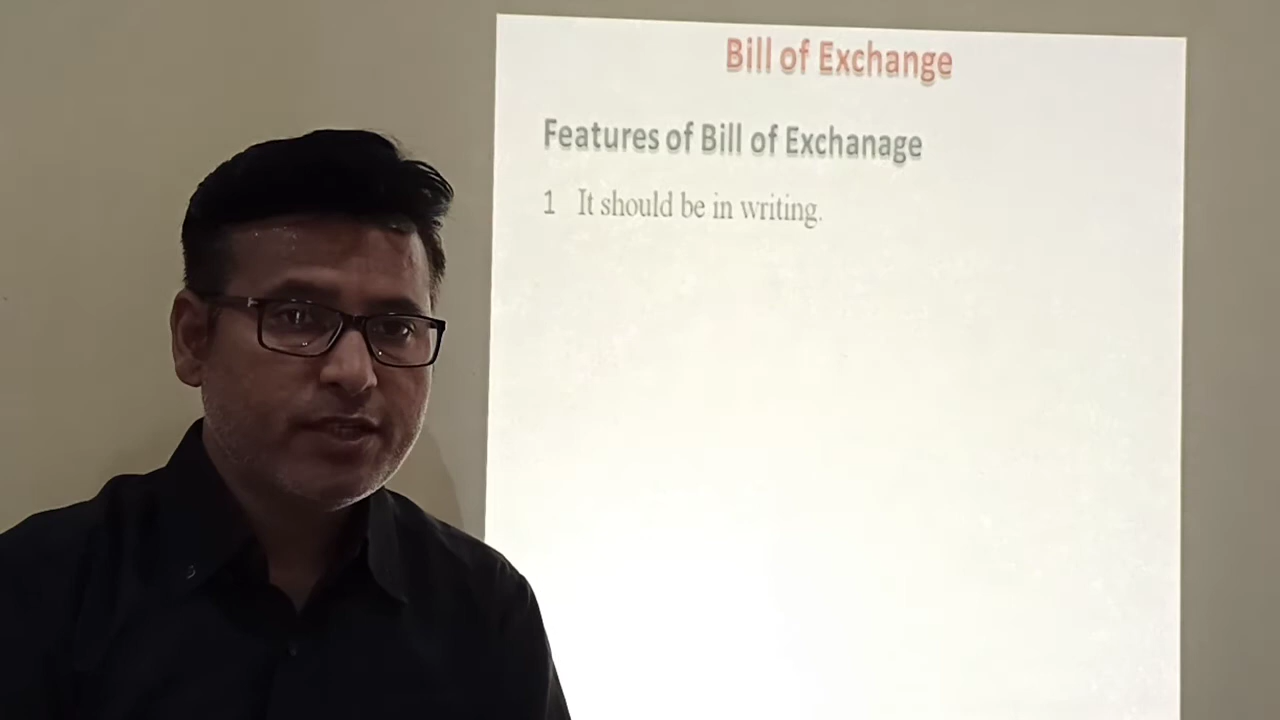 Bill of Exchange
Features of Bill of Exchanage
1 It should be in writing.